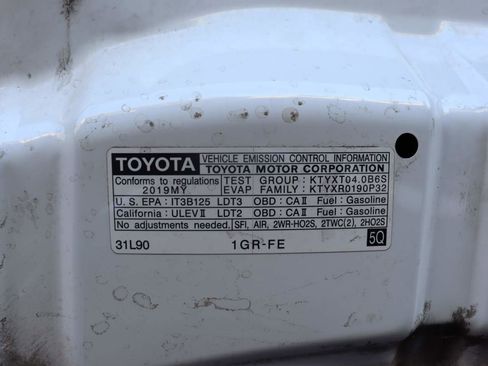 TOYOTA VEHICLE EMISSION CONTROL INFORMATION
TOYOTA MOTOR CORPORATION
Conforms to regulations TEST GROUP : KTYXT04.0B6S
2019MY EVAP FAMILY : KTYXR0190P32
U.S. EPA : IT3B125 LDT3 OBD : CAⅡ Fuel : Gasoline
California : ULEVⅡ LDT2 OBD : CAⅡ Fuel : Gasoline
No adjustments needed. SFI, AIR, 2WR-HO2S, 2TWC(2), 2HO2S
31L90 1GR-FE 5Q